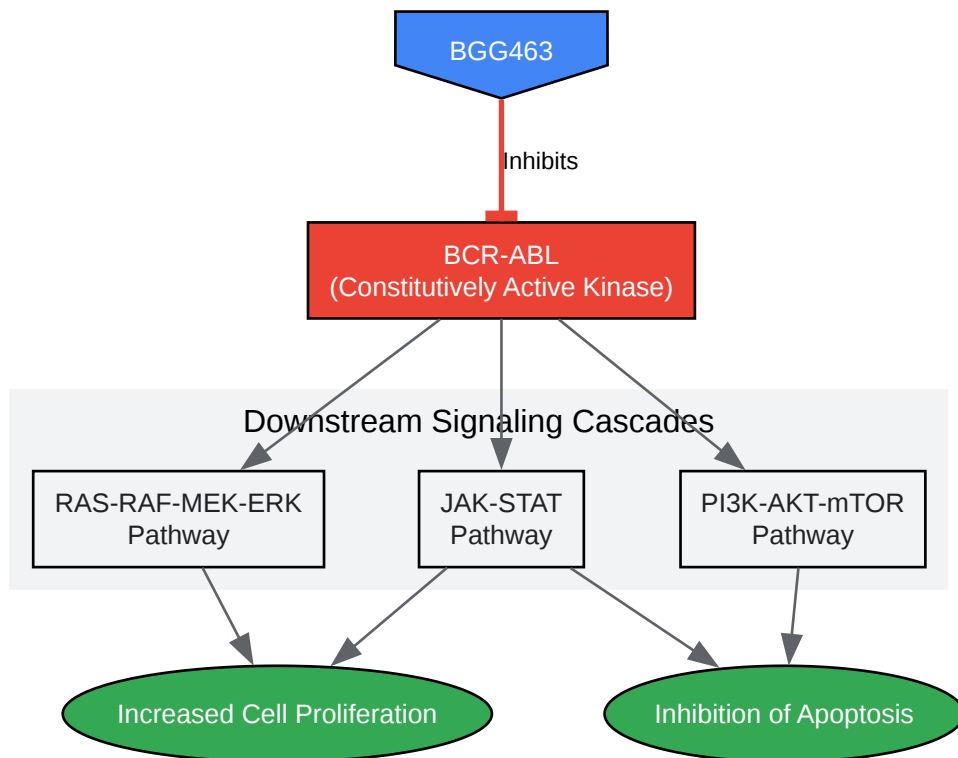 BGG463
Inhibits
BCR-ABL
(Constitutively Active Kinase)
Downstream Signaling Cascades
RAS-RAF-MEK-ERK
Pathway
JAK-STAT
Pathway
PI3K-AKT-mTOR
Pathway
Increased Cell Proliferation
Inhibition of Apoptosis